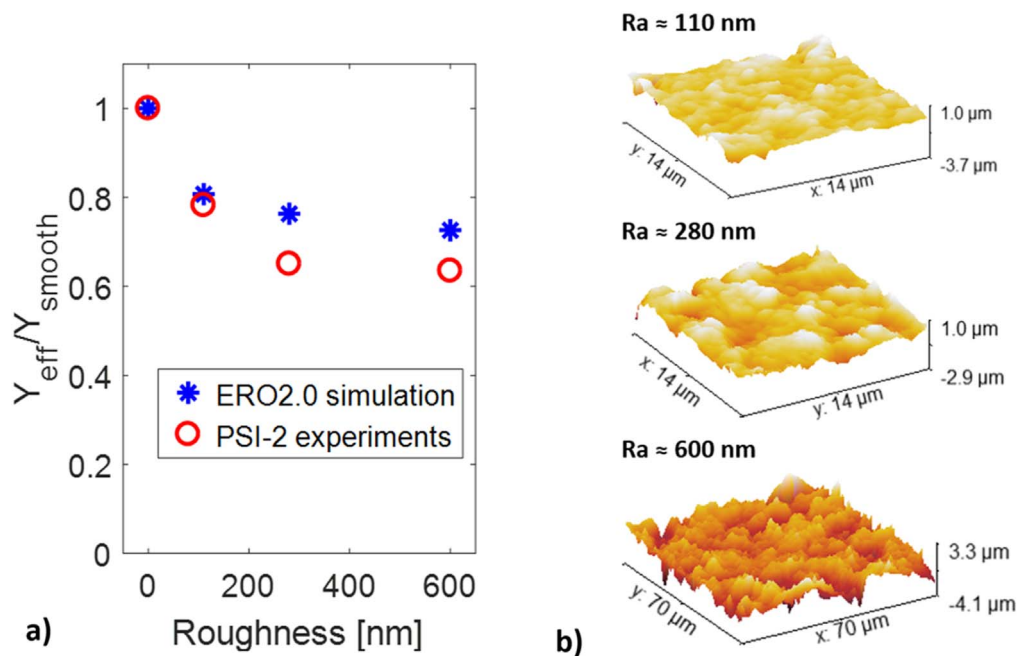 Y_eff/Y_smooth
1
0.8
0.6
0.4
0.2
0
0 200 400 600
Roughness [nm]
ERO2.0 simulation
PSI-2 experiments
a)
Ra ≈ 110 nm
1.0 µm
-3.7 µm
y: 14 µm
x: 14 µm
Ra ≈ 280 nm
1.0 µm
-2.9 µm
x: 14 µm
y: 14 µm
Ra ≈ 600 nm
3.3 µm
-4.1 µm
y: 70 µm
x: 70 µm
b)